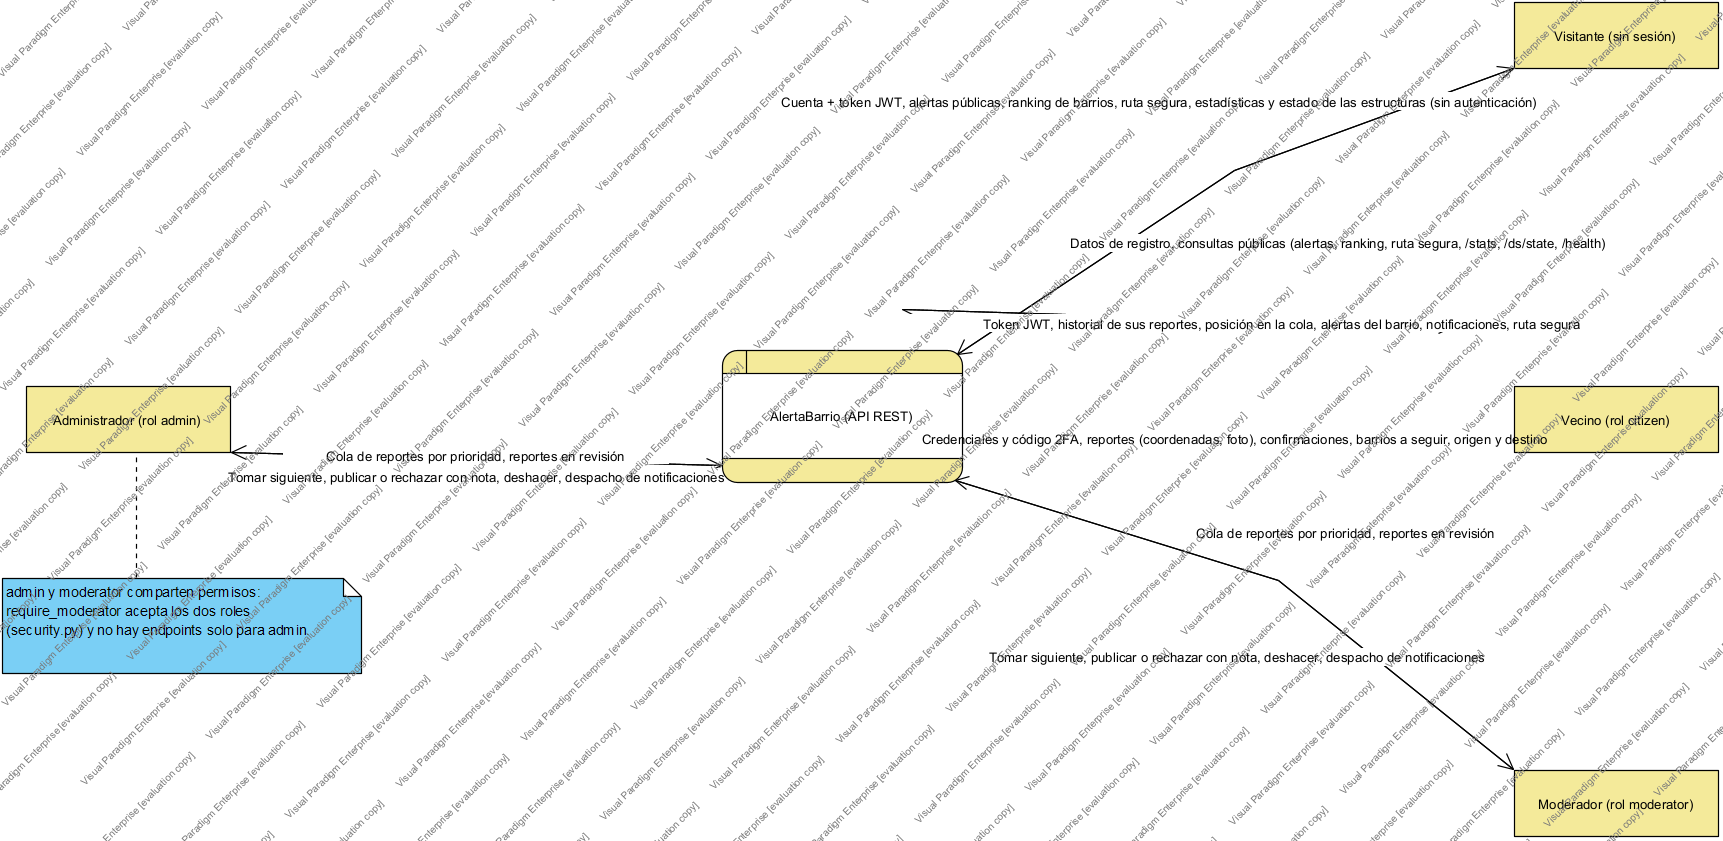 Visitante (sin sesión)
Cuenta + token JWT, alertas públicas, ranking de barrios, ruta segura, estadísticas y estado de las estructuras (sin autenticación)
Datos de registro, consultas públicas (alertas, ranking, ruta segura, /stats, /ds/state, /health)
Token JWT, historial de sus reportes, posición en la cola, alertas del barrio, notificaciones, ruta segura
Administrador (rol admin)
AlertaBarrio (API REST)
Vecino (rol citizen)
Credenciales y código 2FA, reportes (coordenadas, foto), confirmaciones, barrios a seguir, origen y destino
Cola de reportes por prioridad, reportes en revisión
Tomar siguiente, publicar o rechazar con nota, deshacer, despacho de notificaciones
Cola de reportes por prioridad, reportes en revisión
admin y moderator comparten permisos:
require_moderator acepta los dos roles
(security.py) y no hay endpoints solo para admin.
Tomar siguiente, publicar o rechazar con nota, deshacer, despacho de notificaciones
Moderador (rol moderator)
Visual Paradigm Enterprise [evaluation copy]